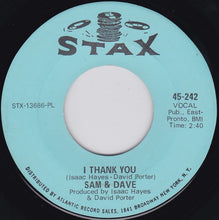 STAX
STX-13666-PL
45-242
VOCAL
Pub., East-
Pronto, BMI
Time: 2:40
I THANK YOU
(Isaac Hayes - David Porter)
SAM & DAVE
Produced by Isaac Hayes
& David Porter
DISTRIBUTED BY ATLANTIC RECORD SALES, 1841 BROADWAY NEW YORK, N. Y.